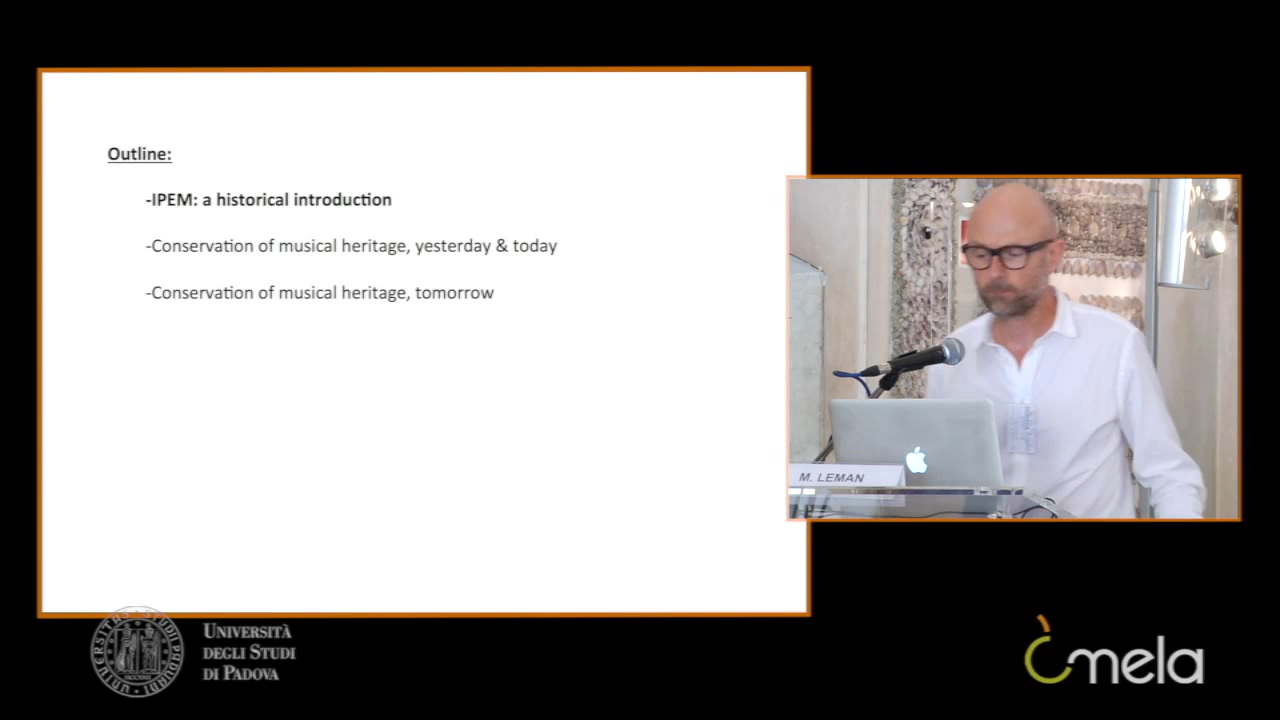 Outline:
-IPEM: a historical introduction
-Conservation of musical heritage, yesterday & today
-Conservation of musical heritage, tomorrow
M. LEMAN
UNIVERSITÀ
DEGLI STUDI
DI PADOVA
mela